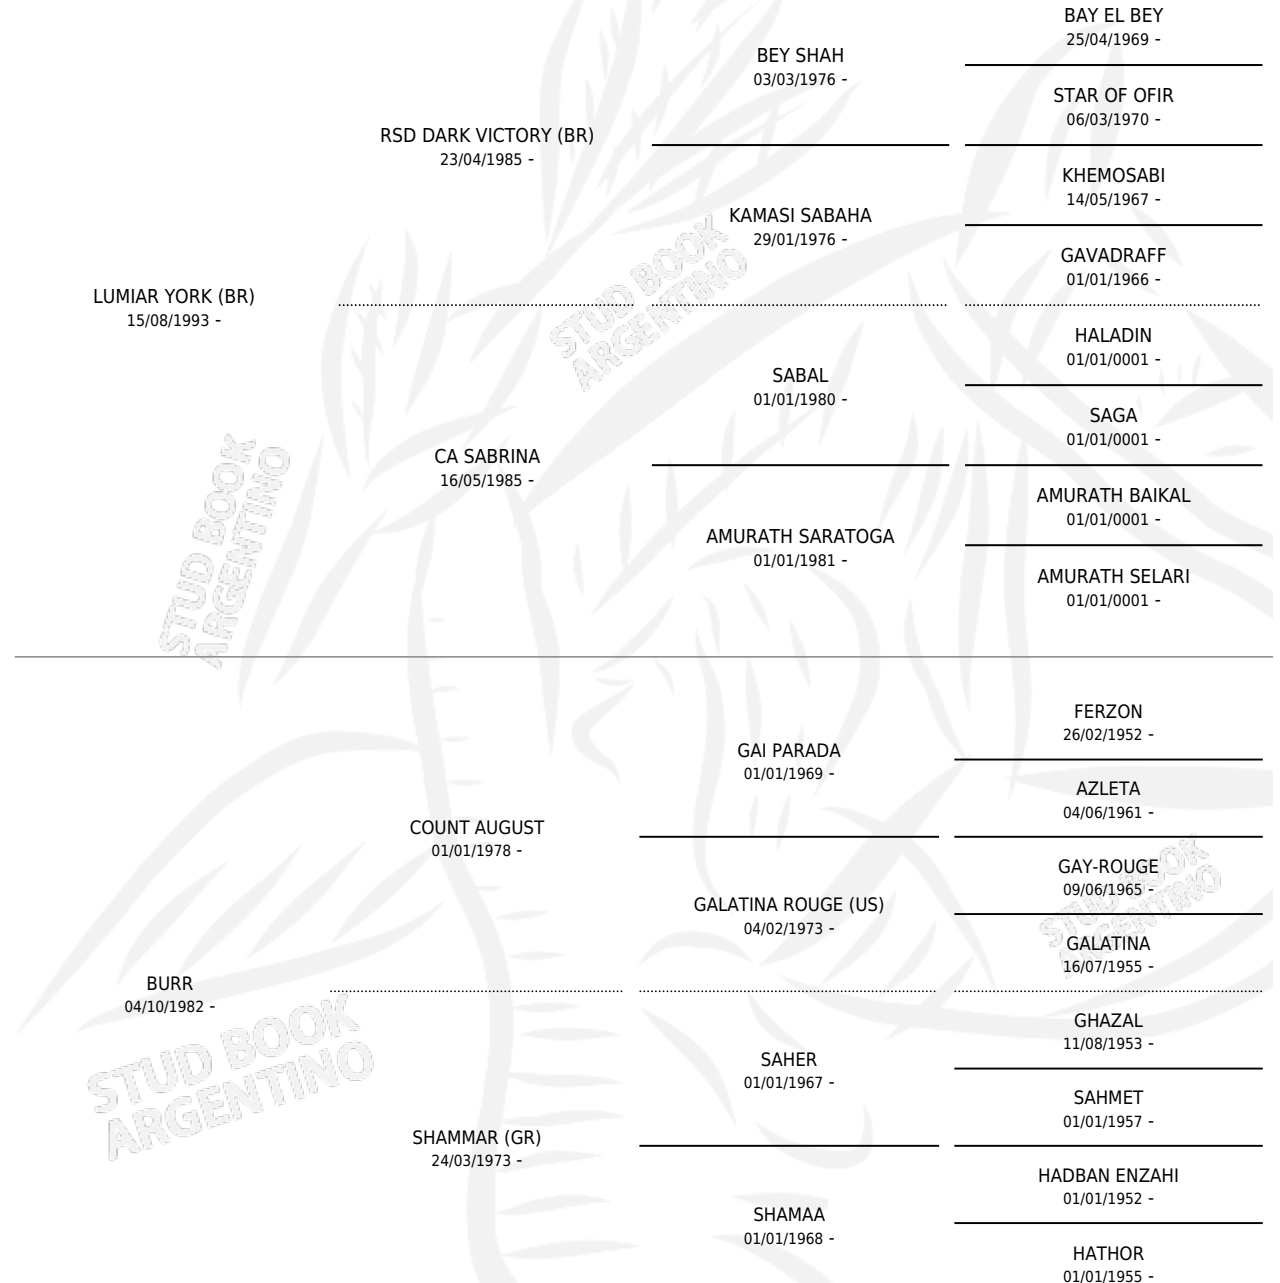 BAY EL BEY
25/04/1969 -
BEY SHAH
03/03/1976 -
STAR OF OFIR
06/03/1970 -
RSD DARK VICTORY (BR)
23/04/1985 -
KHEMOSABI
14/05/1967 -
KAMASI SABAHA
29/01/1976 -
GAVADRAFF
01/01/1966 -
LUMIAR YORK (BR)
15/08/1993 -
HALADIN
01/01/0001 -
SABAL
01/01/1980 -
SAGA
01/01/0001 -
CA SABRINA
16/05/1985 -
AMURATH BAIKAL
01/01/0001 -
AMURATH SARATOGA
01/01/1981 -
AMURATH SELARI
01/01/0001 -
STUD BOOK
ARGENTINO
STUD BOOK
ARGENTINO
FERZON
26/02/1952 -
GAI PARADA
01/01/1969 -
AZLETA
04/06/1961 -
COUNT AUGUST
01/01/1978 -
GAY-ROUGE
09/06/1965 -
GALATINA ROUGE (US)
04/02/1973 -
GALATINA
16/07/1955 -
BURR
04/10/1982 -
GHAZAL
11/08/1953 -
SAHER
01/01/1967 -
SAHMET
01/01/1957 -
SHAMMAR (GR)
24/03/1973 -
HADBAN ENZAHI
01/01/1952 -
SHAMAA
01/01/1968 -
HATHOR
01/01/1955 -
STUD BOOK
ARGENTINO
STUD BOOK
ARGENTINO